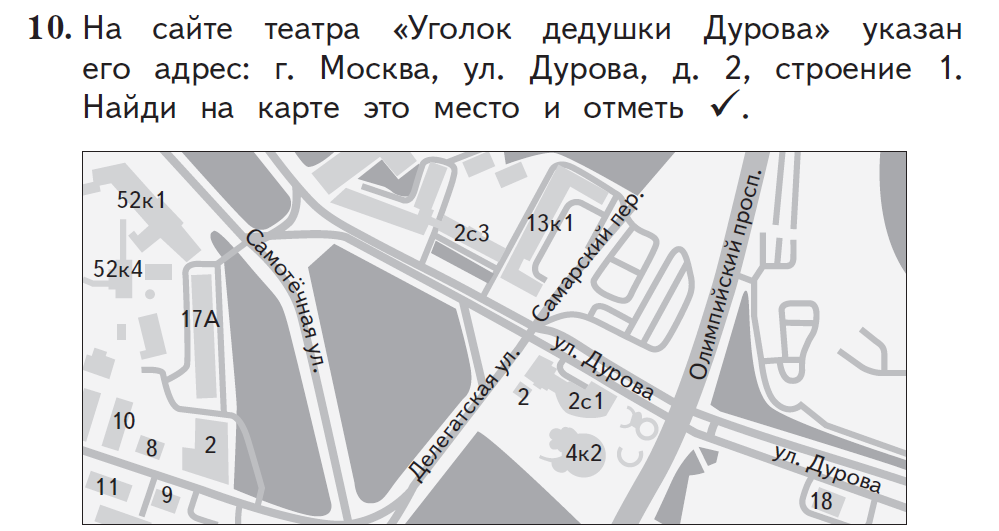 10. На сайте театра «Уголок дедушки Дурова» указан
его адрес: г. Москва, ул. Дурова, д. 2, строение 1.
Найди на карте это место и отметь ✓.
52к1
2с3
13к1
Самарский пер.
Олимпийский просп.
52к4
Самотёчная ул.
17А
ул. Дурова
Делегатская ул.
2
2с1
10
8
2
4к2
ул. Дурова
11
9
18